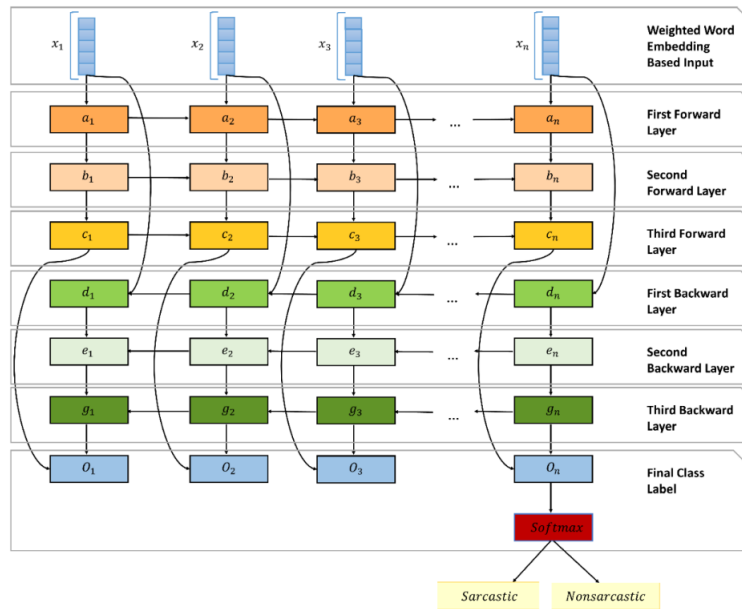 x₁ x₂ x₃ xₙ Weighted Word
Embedding
Based Input
a₁ a₂ a₃ ... aₙ First Forward
Layer
b₁ b₂ b₃ ... bₙ Second
Forward Layer
c₁ c₂ c₃ ... cₙ Third Forward
Layer
d₁ d₂ d₃ ... dₙ First Backward
Layer
e₁ e₂ e₃ ... eₙ Second
Backward Layer
g₁ g₂ g₃ ... gₙ Third Backward
Layer
O₁ O₂ O₃ Oₙ Final Class
Label
Softmax
Sarcastic Nonsarcastic